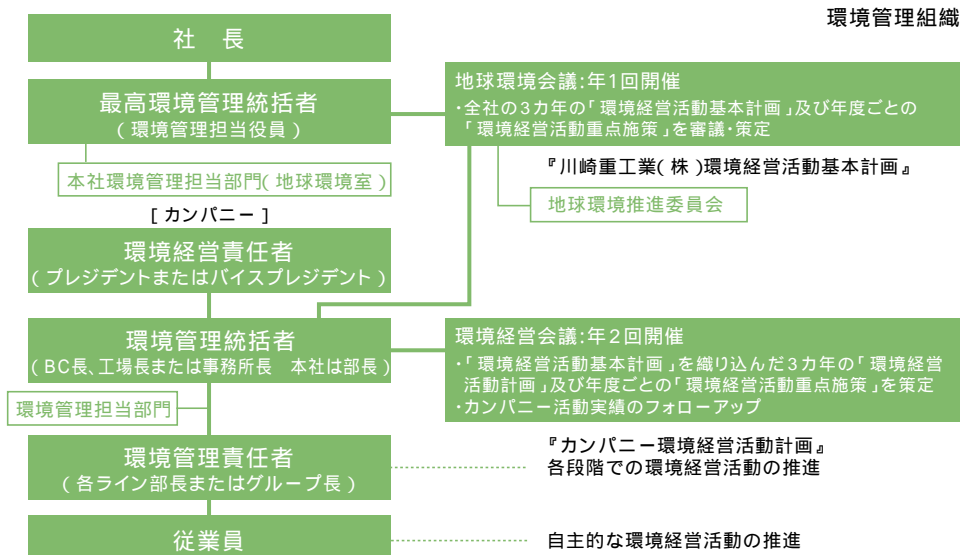 環境管理組織
社 長
最高環境管理統括者
(環境管理担当役員)
本社環境管理担当部門(地球環境室)
地球環境会議:年1回開催
・全社の3カ年の「環境経営活動基本計画」及び年度ごとの
「環境経営活動重点施策」を審議・策定
『川崎重工業(株)環境経営活動基本計画』
地球環境推進委員会
[カンパニー]
環境経営責任者
(プレジデントまたはバイスプレジデント)
環境管理統括者
(BC長、工場長または事務所長 本社は部長)
環境管理担当部門
環境経営会議:年2回開催
・「環境経営活動基本計画」を織り込んだ3カ年の「環境経営
活動計画」及び年度ごとの「環境経営活動重点施策」を策定
・カンパニー活動実績のフォローアップ
環境管理責任者
(各ライン部長またはグループ長)
『カンパニー環境経営活動計画』
各段階での環境経営活動の推進
従業員
自主的な環境経営活動の推進